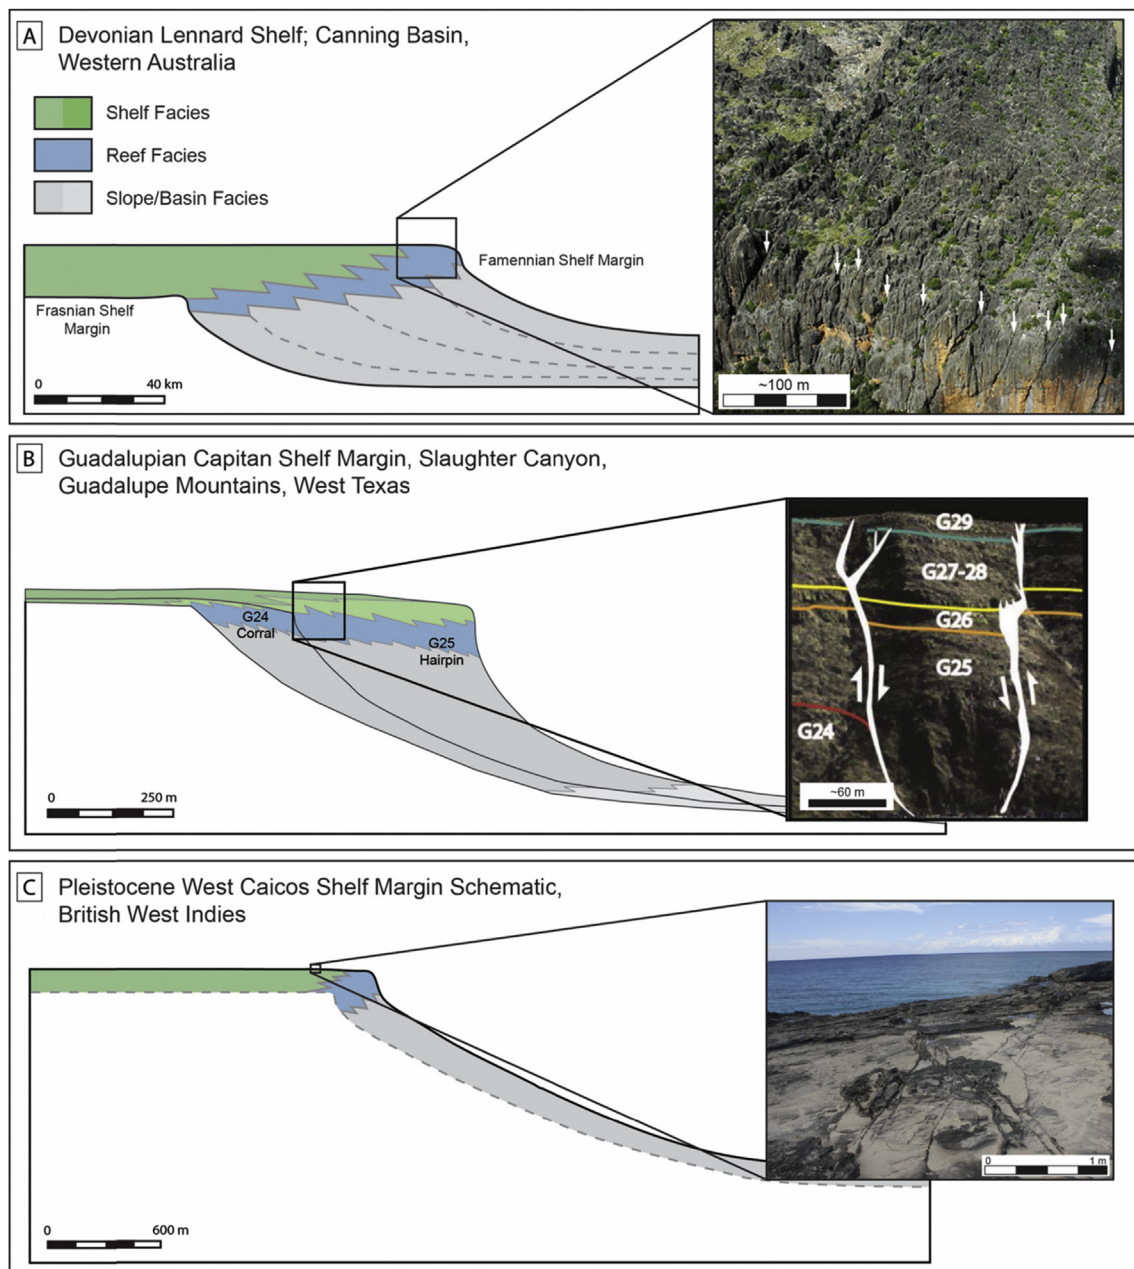 A
Devonian Lennard Shelf; Canning Basin,
Western Australia
Shelf Facies
Reef Facies
Slope/Basin Facies
Famennian Shelf Margin
Frasnian Shelf
Margin
0 40 km
~100 m
B
Guadalupian Capitan Shelf Margin, Slaughter Canyon,
Guadalupe Mountains, West Texas
G29
G27-28
G26
G25
G24
~60 m
G24
Corral
G25
Hairpin
0 250 m
C
Pleistocene West Caicos Shelf Margin Schematic,
British West Indies
0 1 m
0 600 m